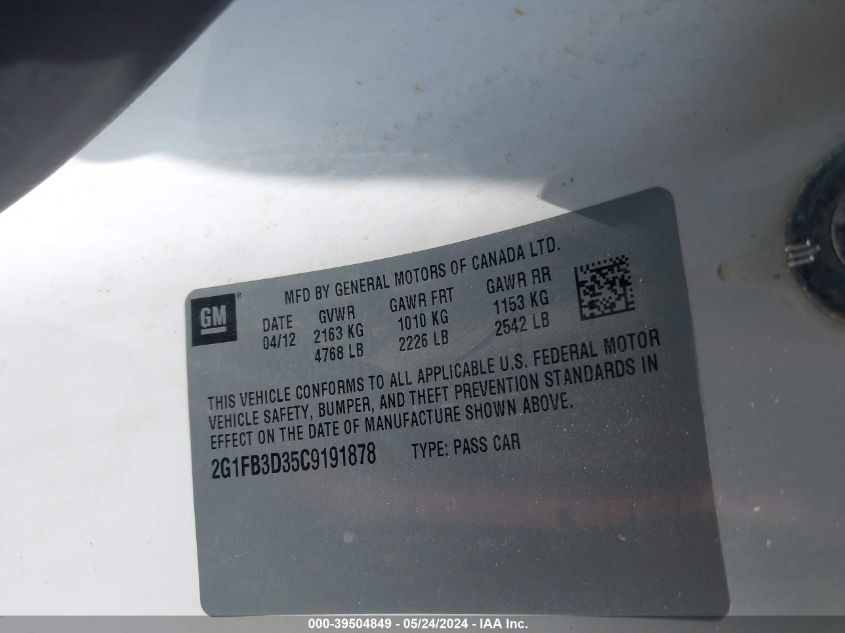 MFD BY GENERAL MOTORS OF CANADA LTD.
GM ®
DATE GVWR GAWR FRT GAWR RR
04/12 2163 KG 1010 KG 1153 KG
4768 LB 2226 LB 2542 LB
THIS VEHICLE CONFORMS TO ALL APPLICABLE U.S. FEDERAL MOTOR
VEHICLE SAFETY, BUMPER, AND THEFT PREVENTION STANDARDS IN
EFFECT ON THE DATE OF MANUFACTURE SHOWN ABOVE.
2G1FB3D35C9191878 TYPE: PASS CAR
000-39504849 - 05/24/2024 - IAA Inc.